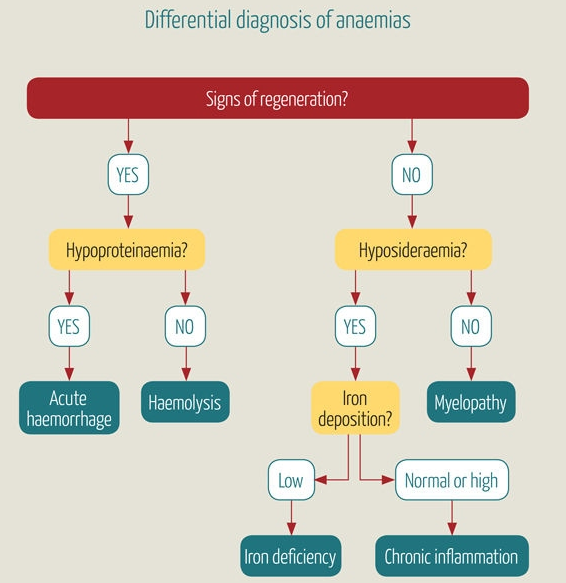 Differential diagnosis of anaemias
Signs of regeneration?
YES
NO
Hypoproteinaemia?
Hyposideraemia?
YES
NO
YES
NO
Acute
haemorrhage
Haemolysis
Iron
deposition?
Myelopathy
Low
Normal or high
Iron deficiency
Chronic inflammation